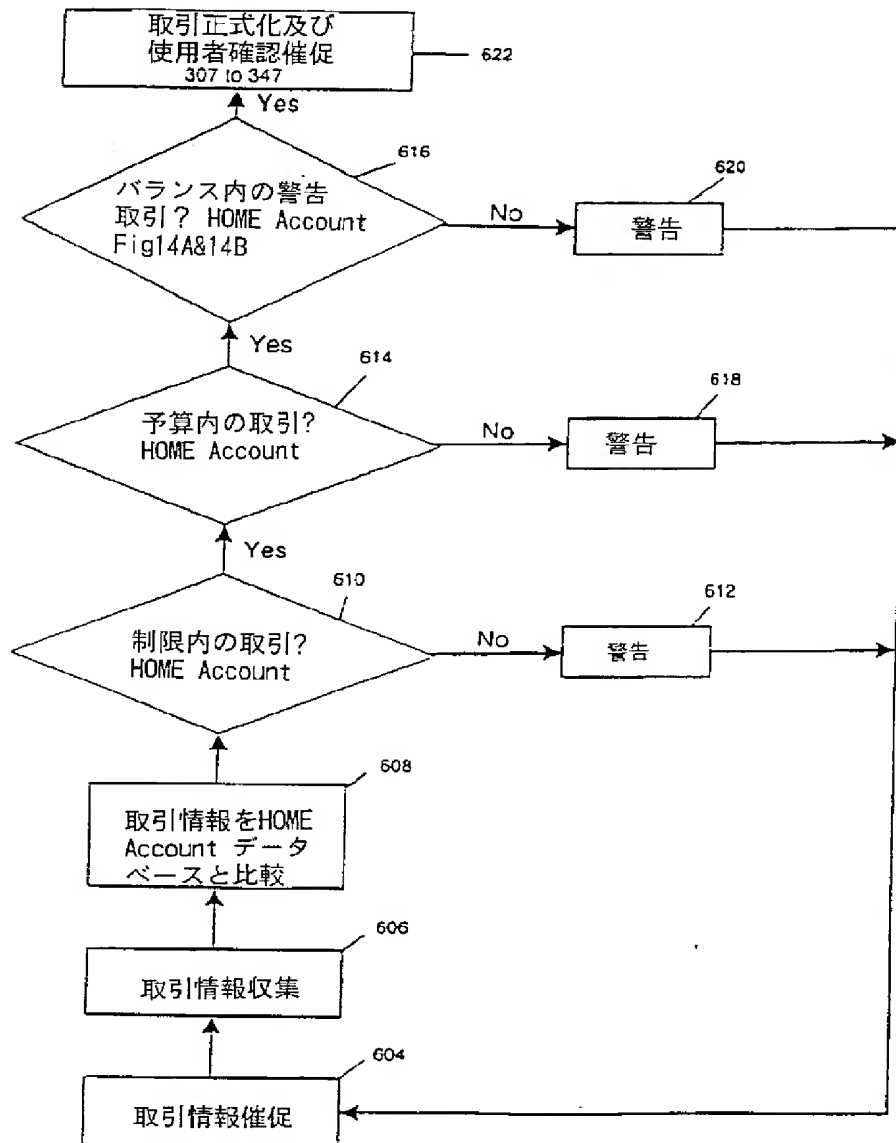 取引正式化及び
使用者確認催促
307 to 347
622
Yes
616
バランス内の警告
取引? HOME Account
Fig14A&14B
No
620
警告
Yes
614
予算内の取引?
HOME Account
No
618
警告
Yes
610
制限内の取引?
HOME Account
No
612
警告
608
取引情報をHOME
Account データ
ベースと比較
606
取引情報収集
604
取引情報催促